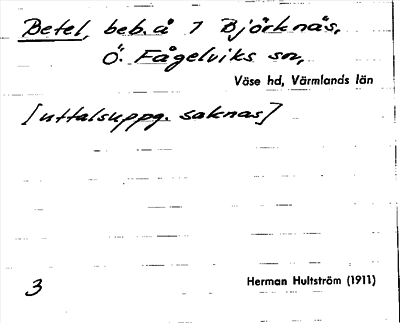 Betel, beb. å 7 Björknäs,
Ö. Fågelviks sn,
Väse hd, Värmlands län
[uttalsuppg. saknas]
3
Herman Hultström (1911)